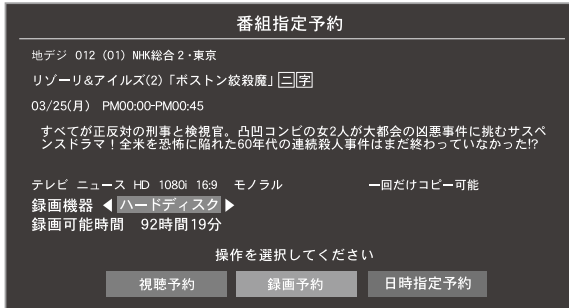 番組指定予約
地デジ 012 (01) NHK総合2・東京
リゾーリ&アイルズ(2)「ボストン絞殺魔」二字
03/25(月) PM00:00-PM00:45
すべてが正反対の刑事と検視官。凸凹コンビの女2人が大都会の凶悪事件に挑むサスペ
ンスドラマ！全米を恐怖に陥れた60年代の連続殺人事件はまだ終わっていなかった!?
テレビ ニュース HD 1080i 16:9 モノラル 一回だけコピー可能
録画機器 ◀ ハードディスク ▶
録画可能時間 92時間19分
操作を選択してください
視聴予約 録画予約 日時指定予約